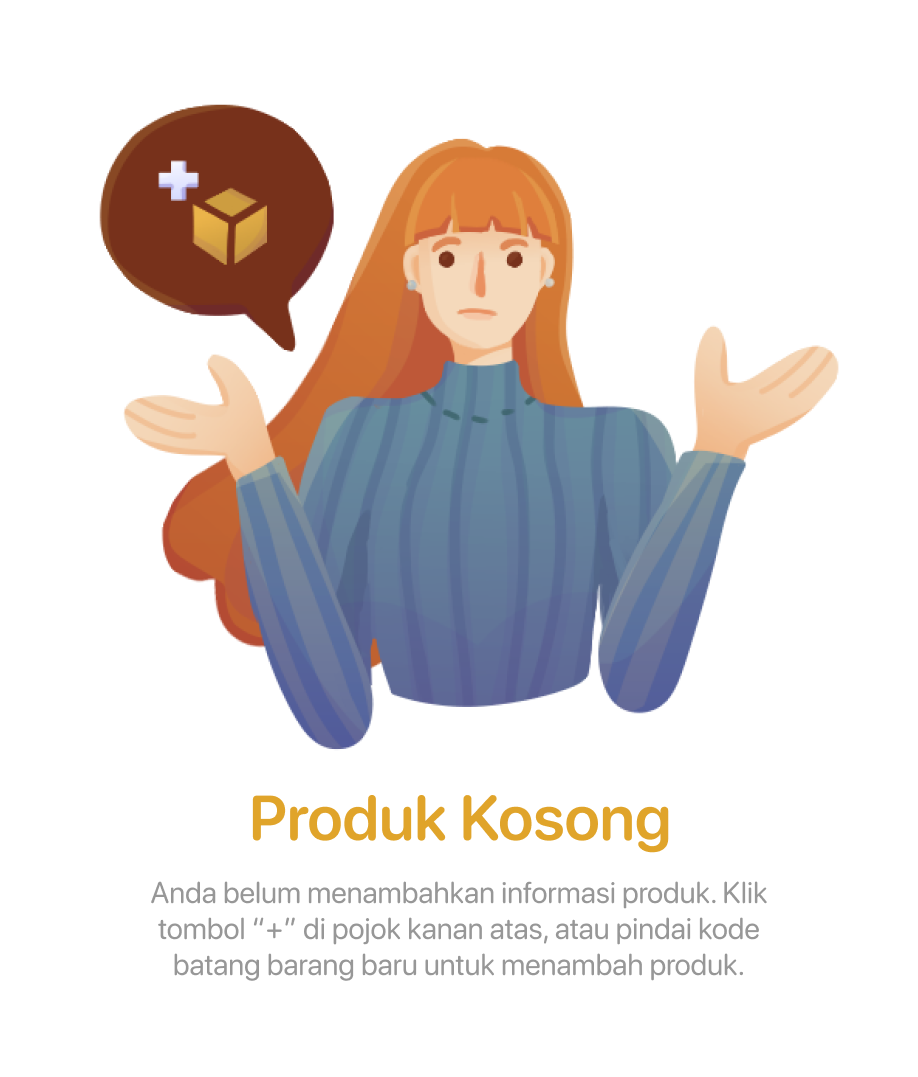 Produk Kosong
Anda belum menambahkan informasi produk. Klik
tombol “+” di pojok kanan atas, atau pindai kode
batang barang baru untuk menambah produk.